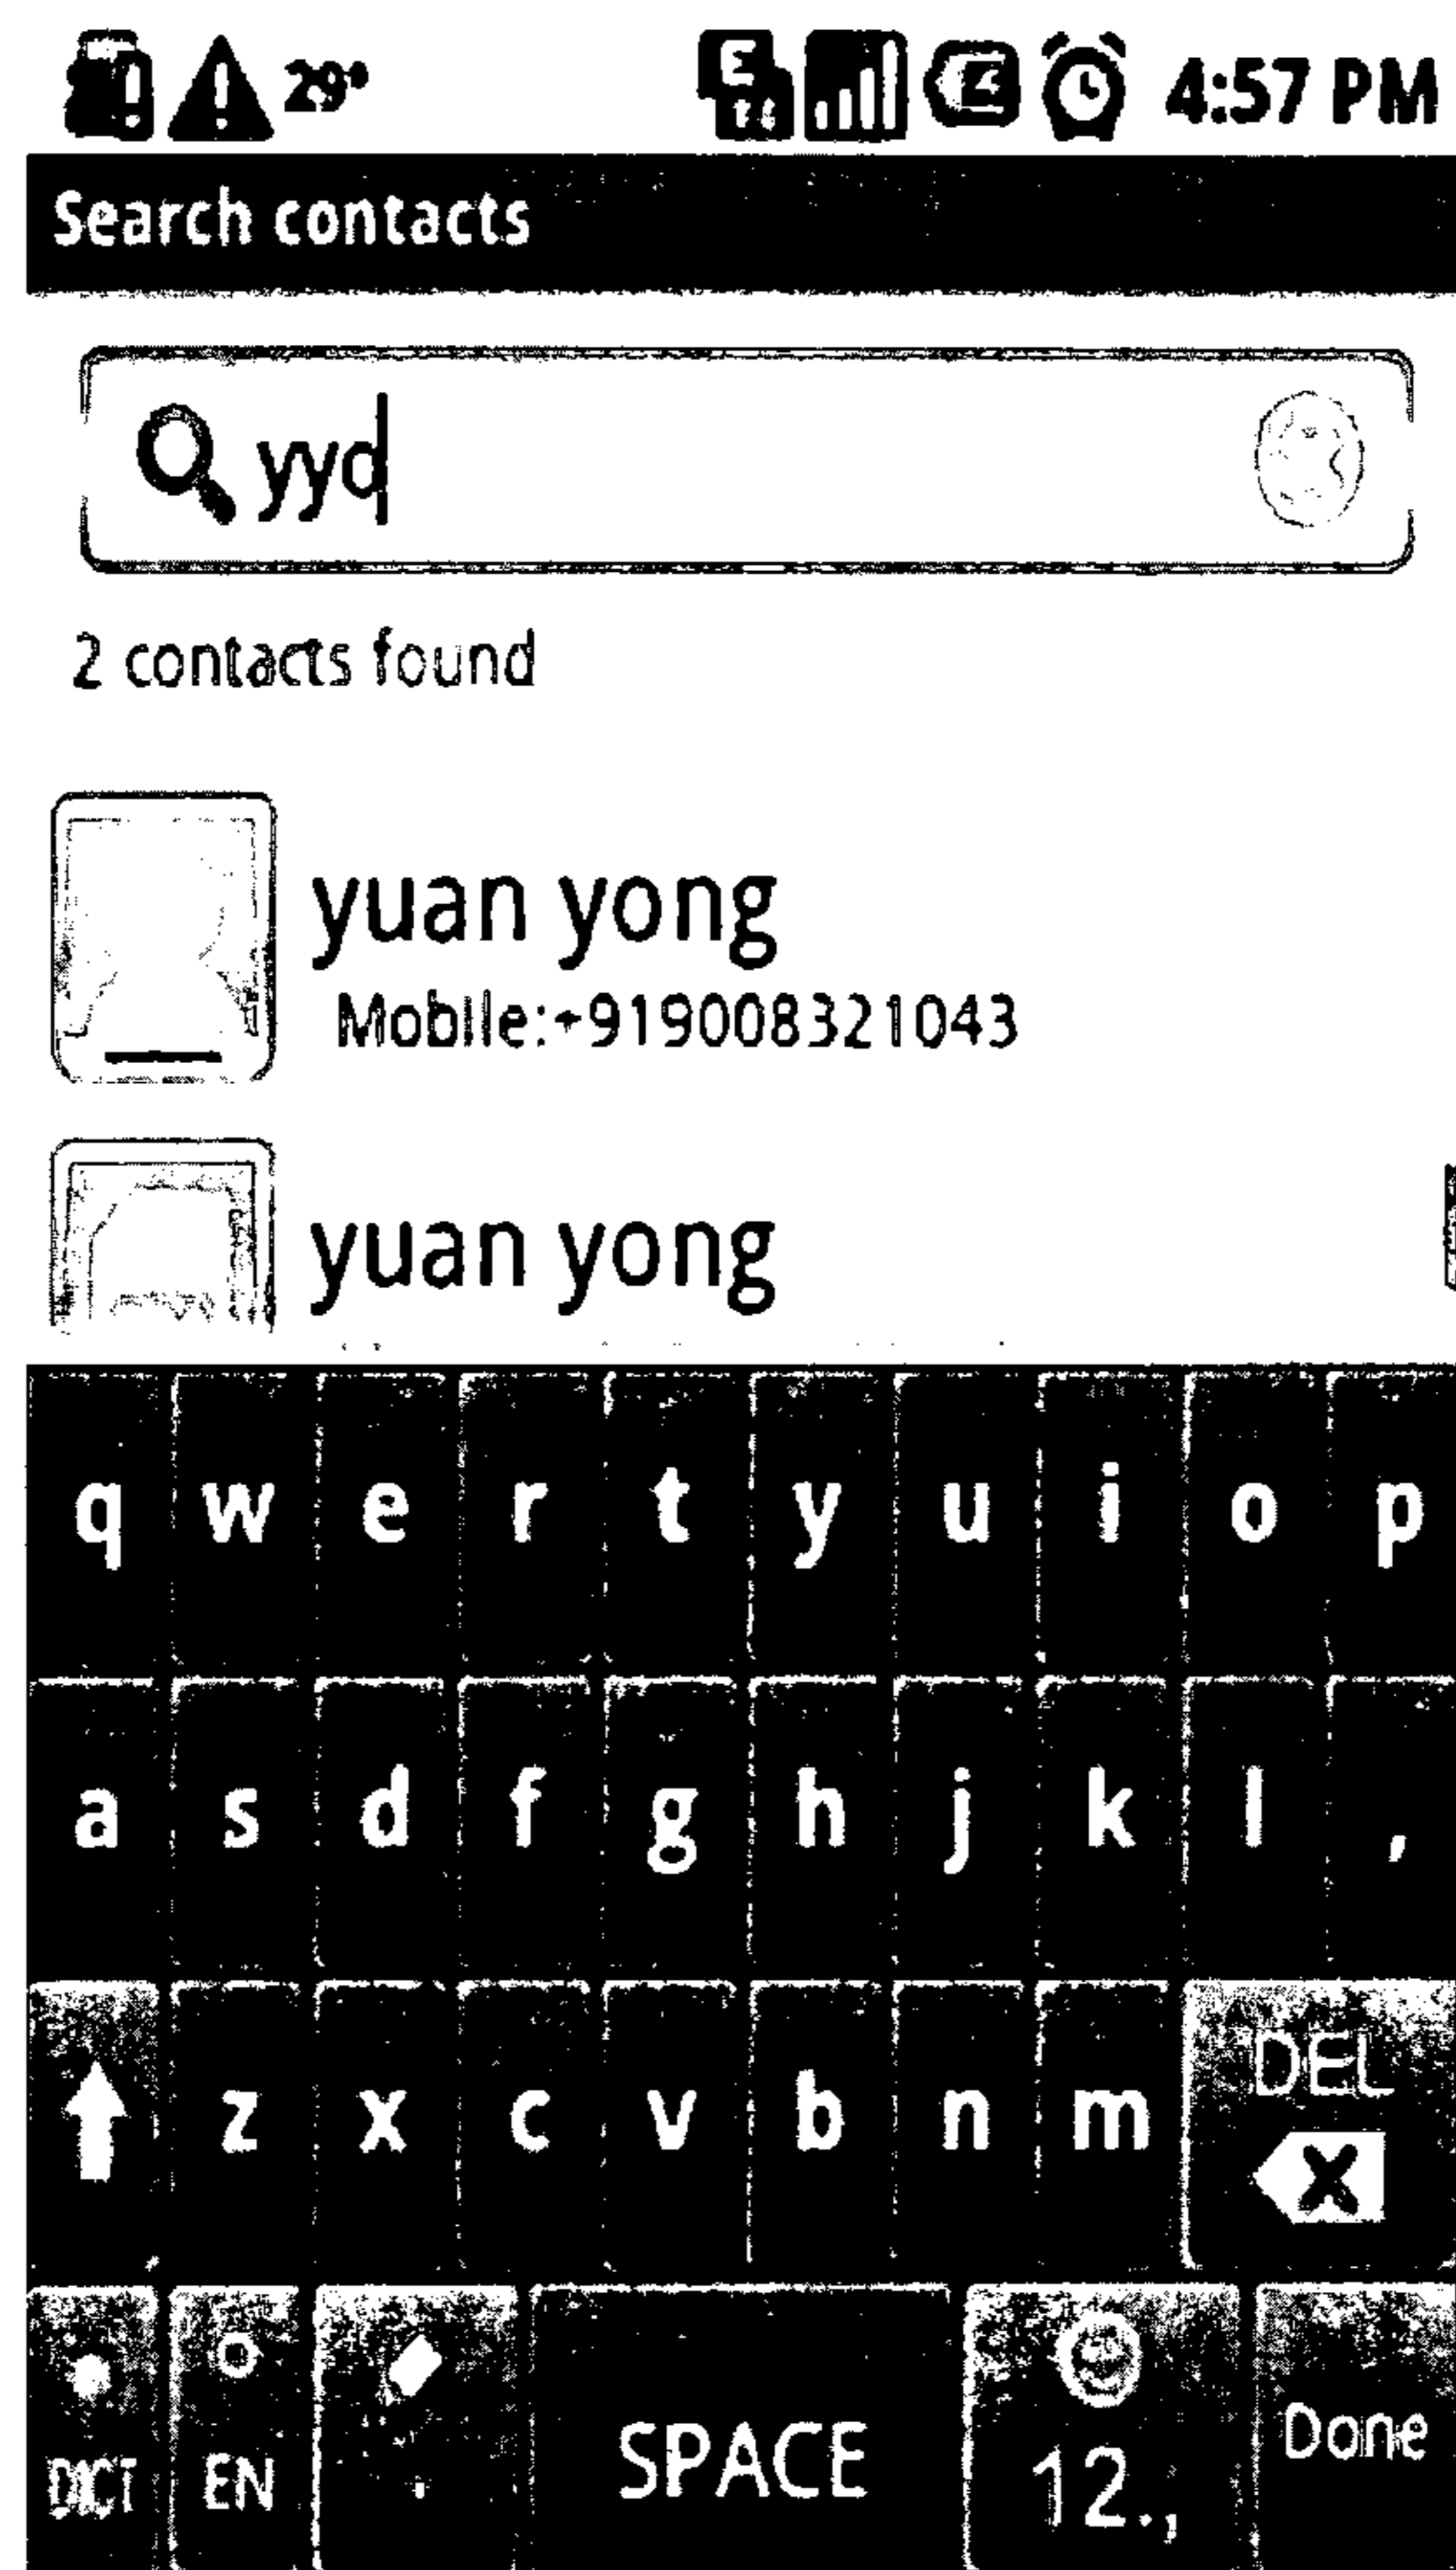 29° 4:57 PM
Search contacts
yyd
2 contacts found
yuan yong
Mobile:+919008321043
yuan yong
q w e r t y u i o p
a s d f g h j k l ,
z x c v b n m DEL
DICT EN . SPACE 12., Done